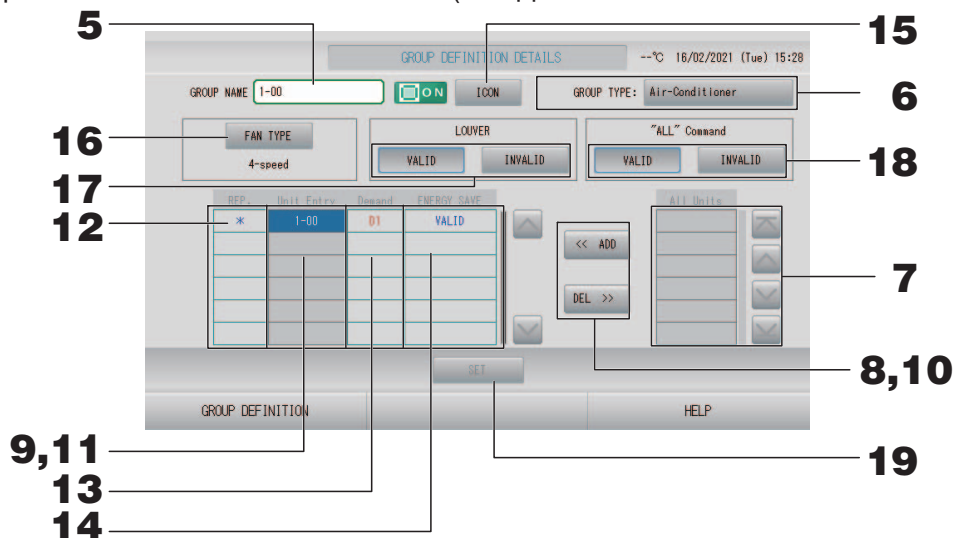 5
15
GROUP DEFINITION DETAILS
--℃ 16/02/2021 (Tue) 15:28
GROUP NAME 1-00 ON ICON GROUP TYPE: Air-Conditioner
6
16
FAN TYPE
4-speed
LOUVER
VALID INVALID
"ALL" Command
VALID INVALID
18
17
REP. Unit Entry Demand ENERGY SAVE
All Units
12
* 1-00 D1 VALID
<< ADD
7
DEL >>
8,10
SET
GROUP DEFINITION HELP
9,11
19
13
14